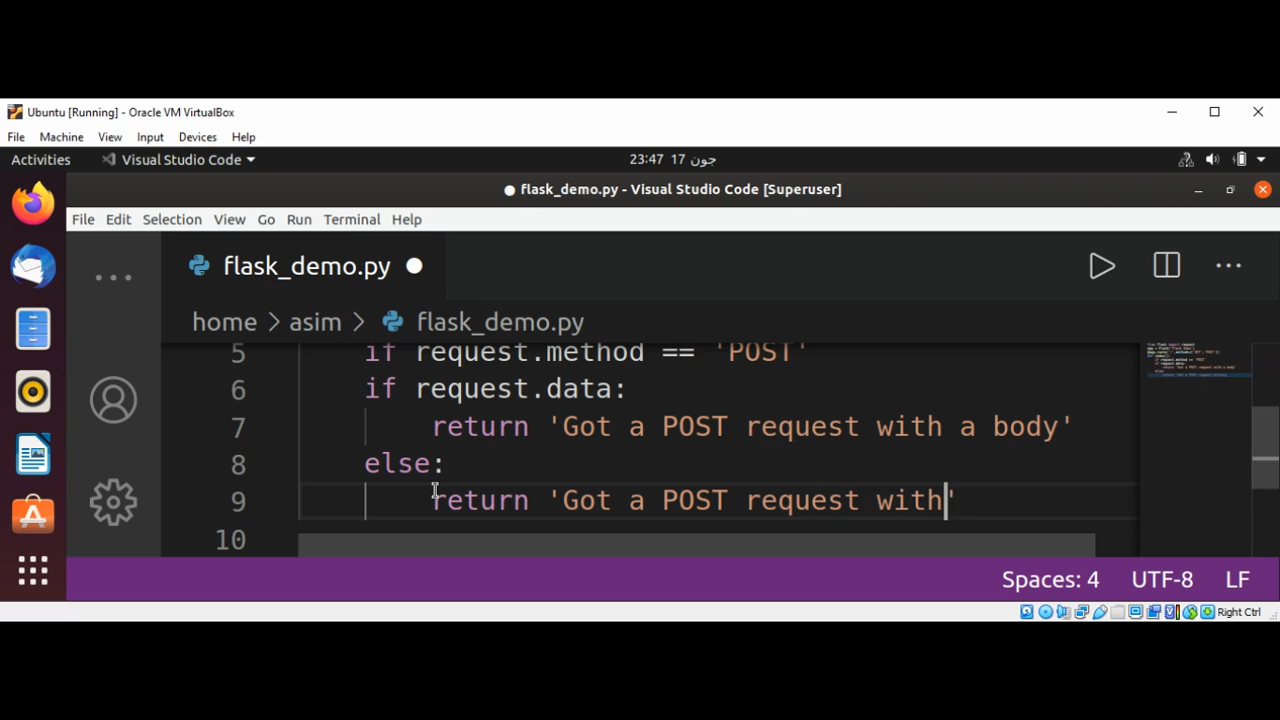 Ubuntu [Running] - Oracle VM VirtualBox
File Machine View Input Devices Help
Activities Visual Studio Code 23:47 17 جون
flask_demo.py - Visual Studio Code [Superuser]
File Edit Selection View Go Run Terminal Help
flask_demo.py
home > asim > flask_demo.py
5 if request.method == 'POST'
6 if request.data:
7 return 'Got a POST request with a body'
8 else:
9 return 'Got a POST request with'
10
Spaces: 4 UTF-8 LF
Right Ctrl